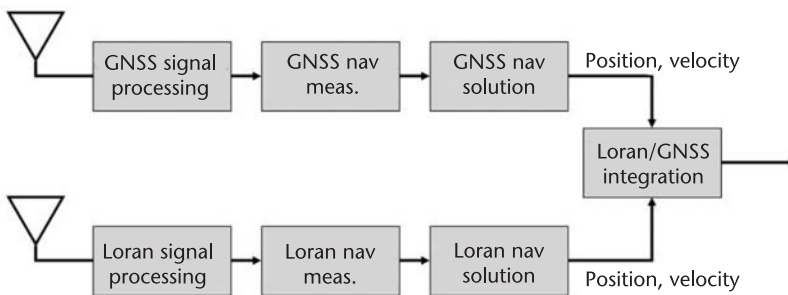 GNSS signal
processing
GNSS nav
meas.
GNSS nav
solution
Position, velocity
Loran/GNSS
integration
Loran signal
processing
Loran nav
meas.
Loran nav
solution
Position, velocity